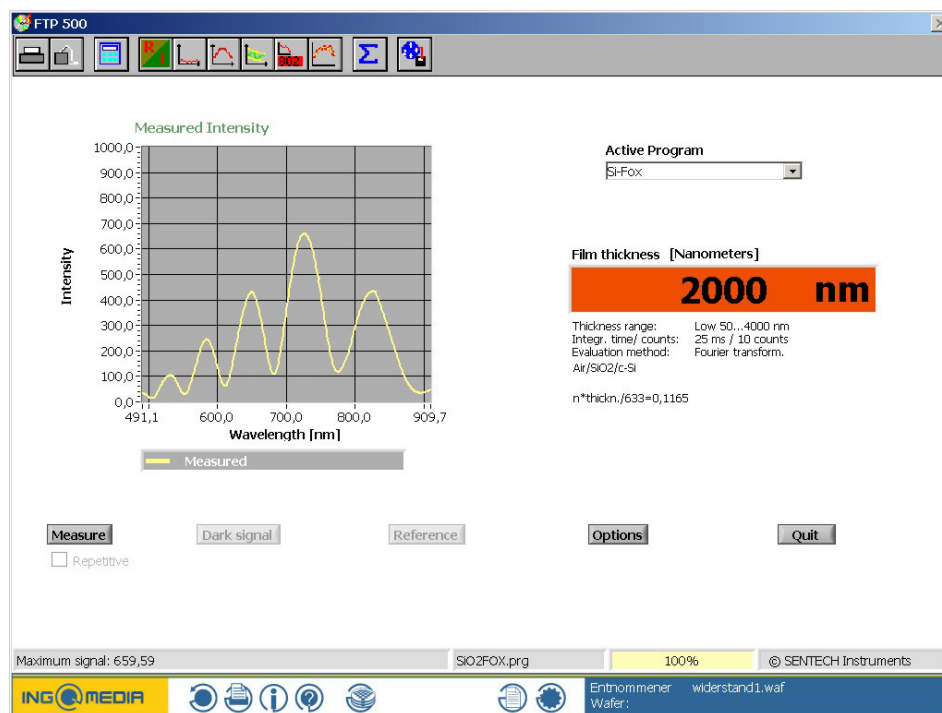 FTP 500
R
I
802!
Σ
Measured Intensity
1000,0
900,0
800,0
700,0
600,0
500,0
400,0
300,0
200,0
100,0
0,0
Intensity
491,1 600,0 700,0 800,0 909,7
Wavelength [nm]
Measured
Active Program
Si-Fox
Film thickness [Nanometers]
2000 nm
Thickness range: Low 50...4000 nm
Integr. time/ counts: 25 ms / 10 counts
Evaluation method: Fourier transform.
Air/SiO2/c-Si
n*thickn./633=0,1165
Measure Dark signal Reference Options Quit
Repetitive
Maximum signal: 659,59 SiO2FOX.prg 100% © SENTECH Instruments
ING MEDIA
Entnommener widerstand1.waf
Wafer: